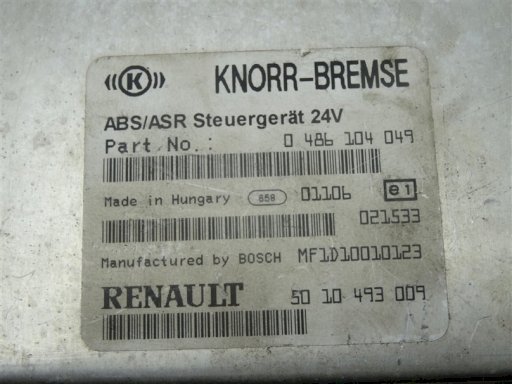 K KNORR-BREMSE
ABS/ASR Steuergerät 24V
Part No.: 0 486 104 049
Made in Hungary 858 01106 e1
021533
Manufactured by BOSCH MF1D10010123
RENAULT 50 10 493 009